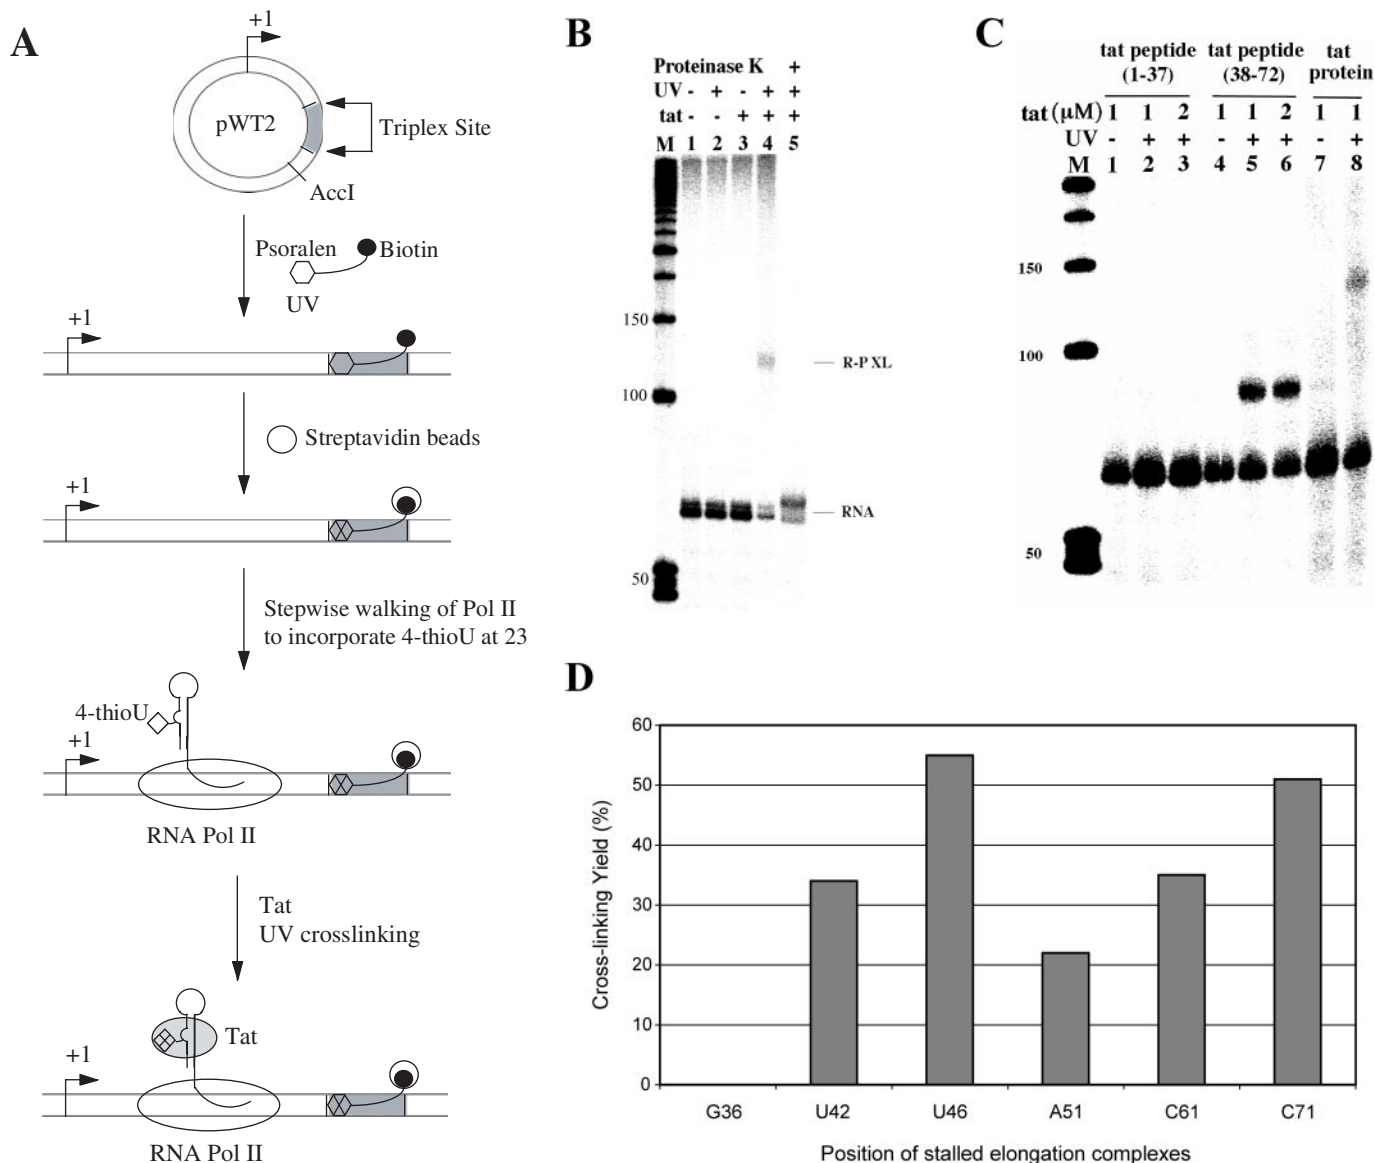 A
+1
pWT2
Triplex Site
AccI
Psoralen
Biotin
UV
+1
Streptavidin beads
+1
Stepwise walking of Pol II
to incorporate 4-thioU at 23
4-thioU
+1
RNA Pol II
Tat
UV crosslinking
Tat
+1
RNA Pol II
B
Proteinase K +
UV - - - + +
tat - - + + +
M 1 2 3 4 5
150
R-P XL
100
RNA
50
C
tat peptide tat peptide tat
(1-37) (38-72) protein
tat (μM) 1 1 2 1 1 2 1 1
UV - + + - + + - +
M 1 2 3 4 5 6 7 8
150
100
50
D
60
50
40
30
20
10
0
Cross-linking Yield (%)
G36 U42 U46 A51 C61 C71
Position of stalled elongation complexes